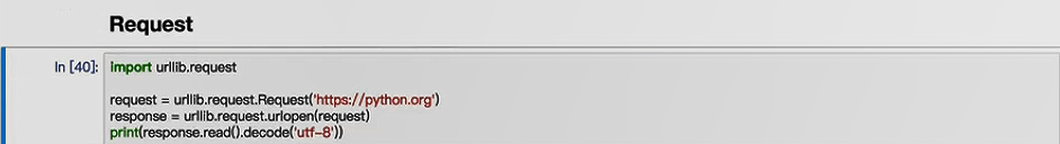 Request
In [40]: import urllib.request
request = urllib.request.Request('https://python.org')
response = urllib.request.urlopen(request)
print(response.read().decode('utf-8'))